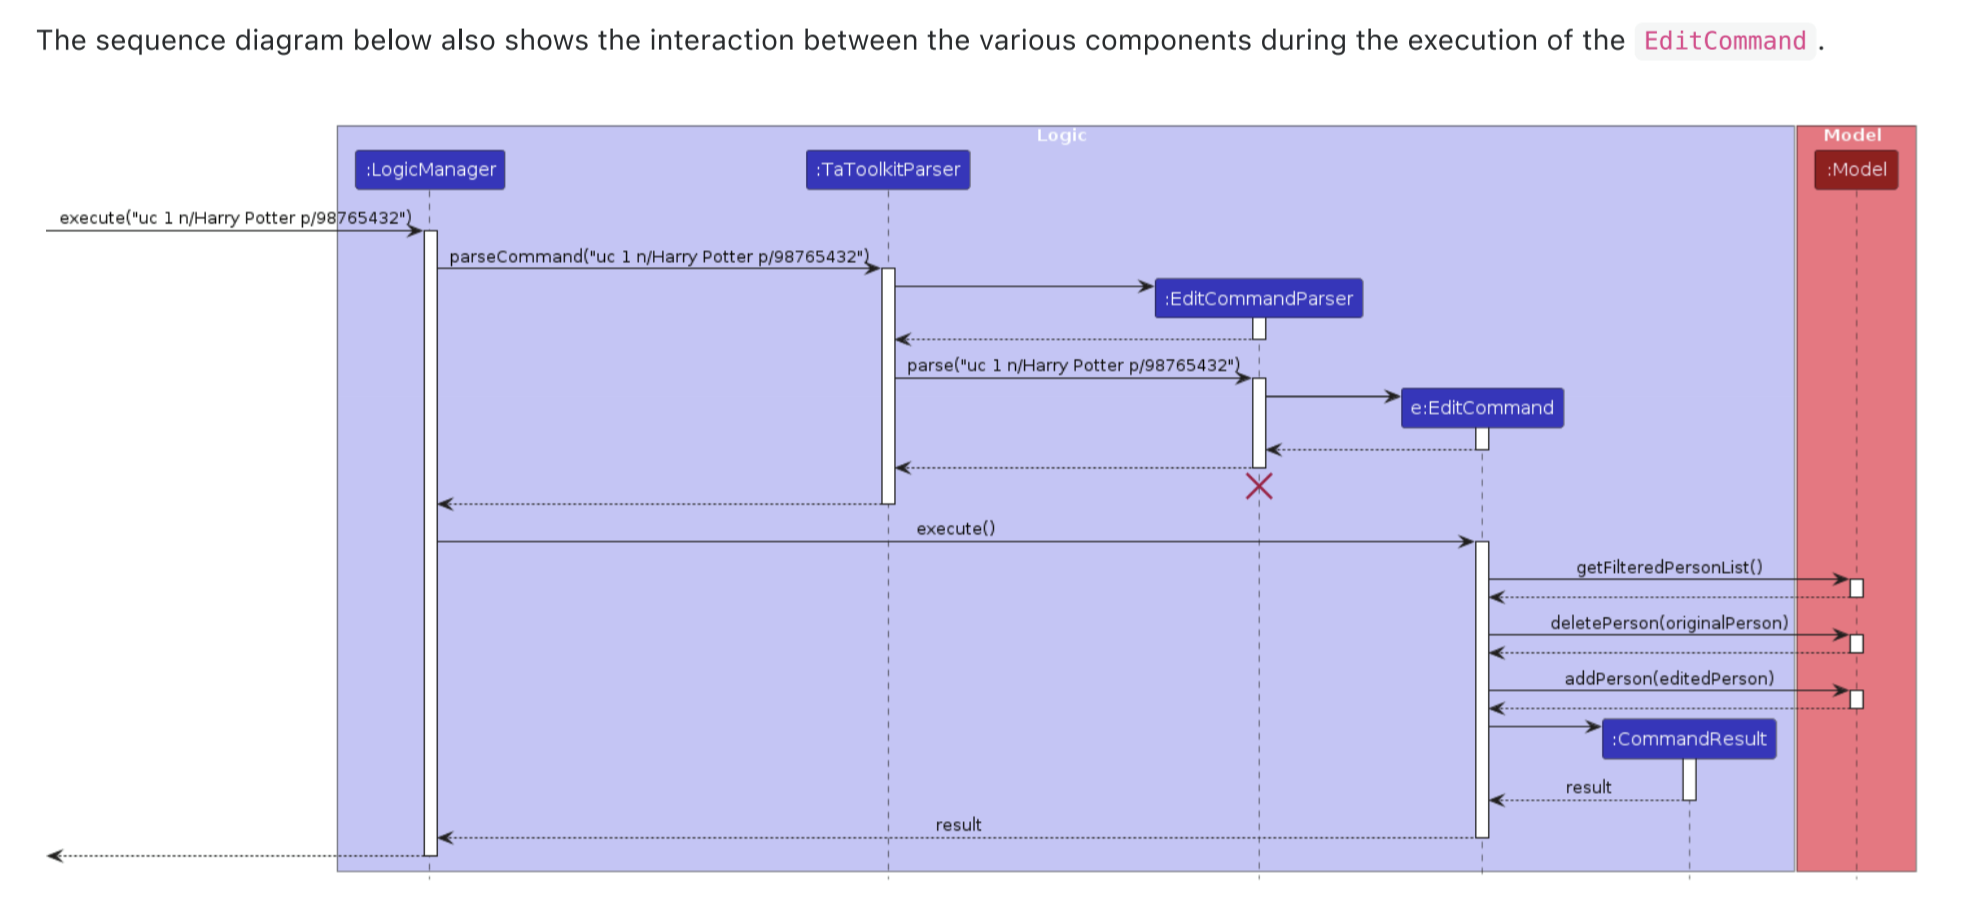 The sequence diagram below also shows the interaction between the various components during the execution of the EditCommand.
Logic
Model
:LogicManager
:TaToolkitParser
:Model
execute("uc 1 n/Harry Potter p/98765432")
parseCommand("uc 1 n/Harry Potter p/98765432")
:EditCommandParser
parse("uc 1 n/Harry Potter p/98765432")
e:EditCommand
execute()
getFilteredPersonList()
deletePerson(originalPerson)
addPerson(editedPerson)
:CommandResult
result
result